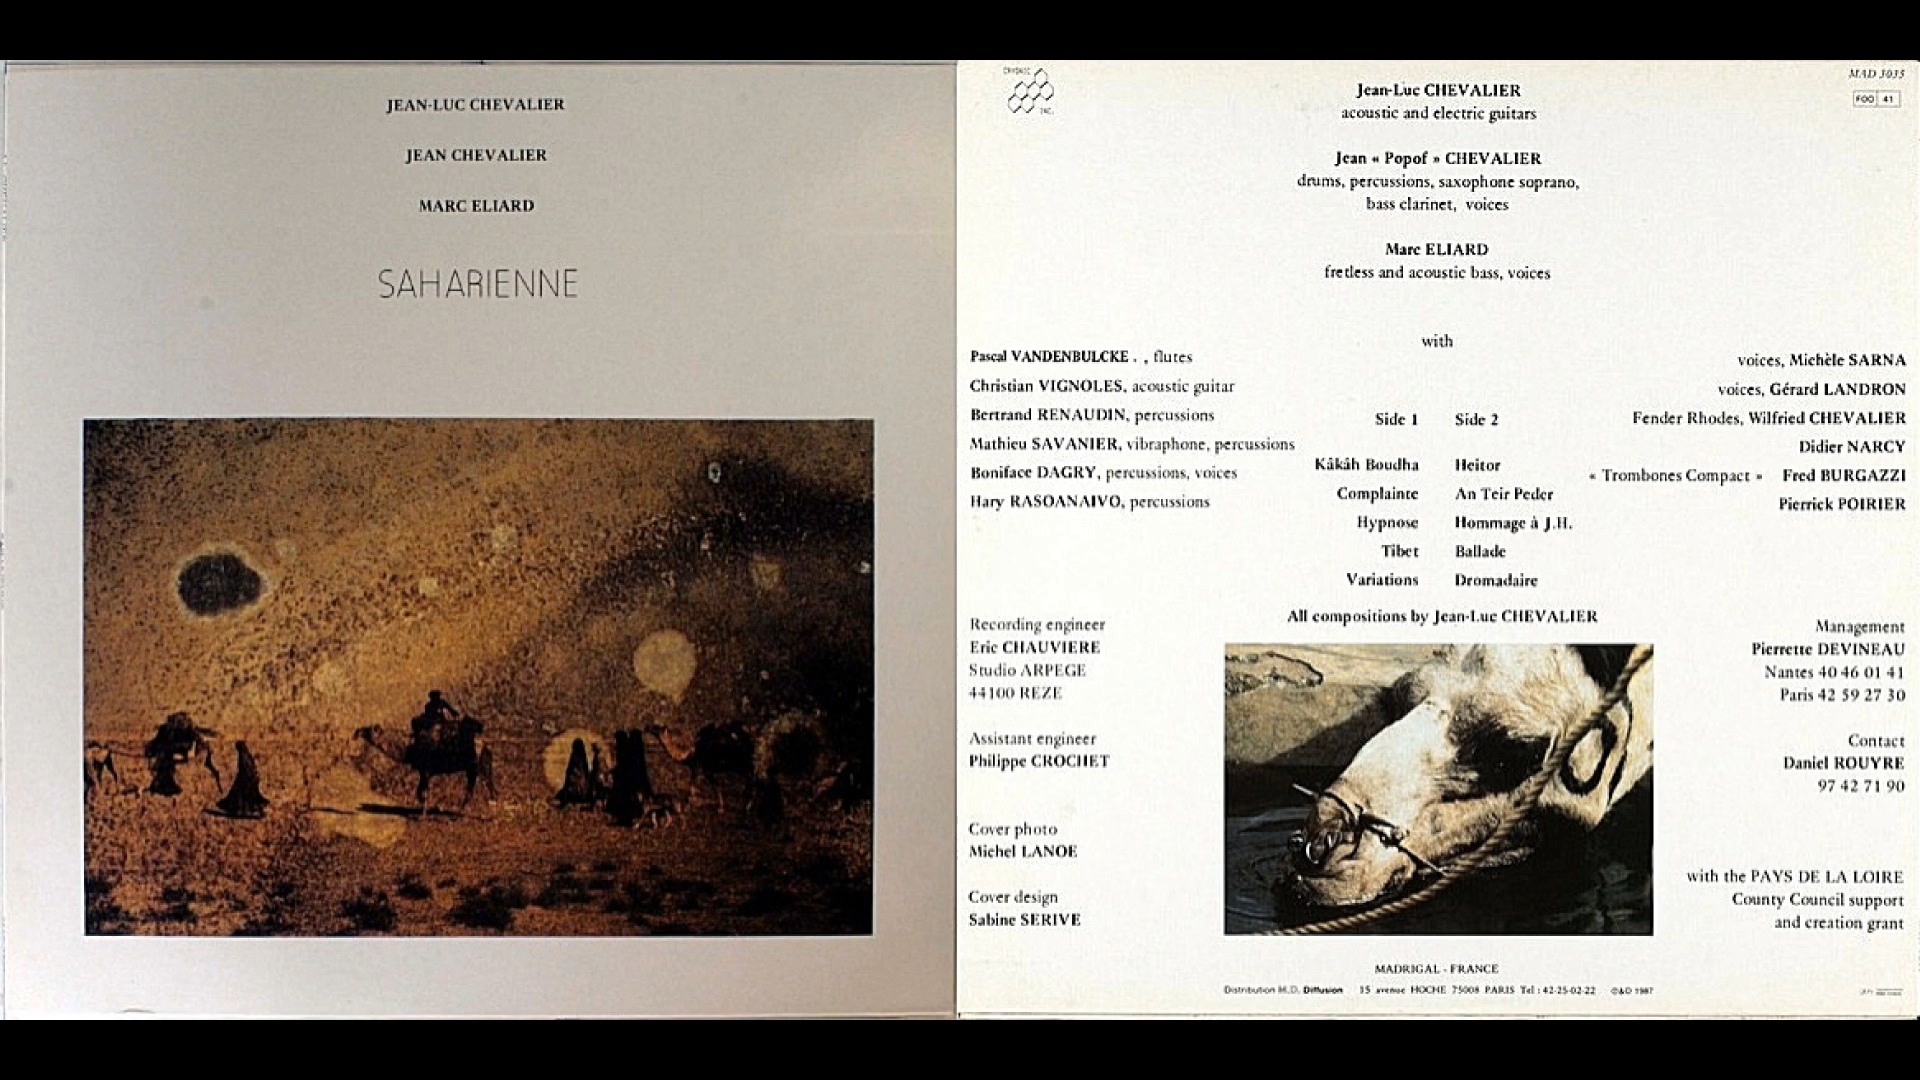 JEAN-LUC CHEVALIER
JEAN CHEVALIER
MARC ELIARD
SAHARIENNE
CRYONIC
INC.
MAD 3035
FOO 41
Jean-Luc CHEVALIER
acoustic and electric guitars
Jean « Popof » CHEVALIER
drums, percussions, saxophone soprano,
bass clarinet, voices
Marc ELIARD
fretless and acoustic bass, voices
with
Pascal VANDENBULCKE . , flutes
Christian VIGNOLES, acoustic guitar
Bertrand RENAUDIN, percussions
Mathieu SAVANIER, vibraphone, percussions
Boniface DAGRY, percussions, voices
Hary RASOANAIVO, percussions
Side 1
Kâkâh Boudha
Complainte
Hypnose
Tibet
Variations
Side 2
Heitor
An Teir Peder
Hommage à J.H.
Ballade
Dromadaire
voices, Michèle SARNA
voices, Gérard LANDRON
Fender Rhodes, Wilfried CHEVALIER
Didier NARCY
« Trombones Compact » Fred BURGAZZI
Pierrick POIRIER
All compositions by Jean-Luc CHEVALIER
Recording engineer
Eric CHAUVIERE
Studio ARPEGE
44100 REZE
Assistant engineer
Philippe CROCHET
Cover photo
Michel LANOE
Cover design
Sabine SERIVE
Management
Pierrette DEVINEAU
Nantes 40 46 01 41
Paris 42 59 27 30
Contact
Daniel ROUYRE
97 42 71 90
with the PAYS DE LA LOIRE
County Council support
and creation grant
MADRIGAL - FRANCE
Distribution M.D. Diffusion 35 avenue HOCHE 75008 PARIS Tel : 42-25-02-22 ©&D 1987